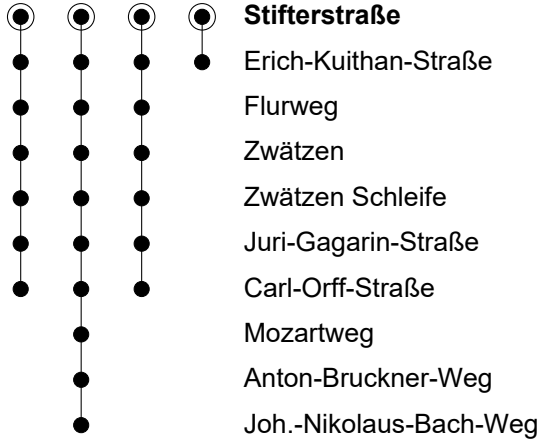 Stifterstraße
Erich-Kuithan-Straße
Flurweg
Zwätzen
Zwätzen Schleife
Juri-Gagarin-Straße
Carl-Orff-Straße
Mozartweg
Anton-Bruckner-Weg
Joh.-Nikolaus-Bach-Weg